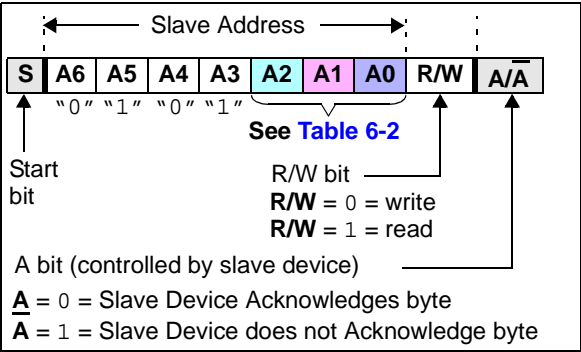 Slave Address
S A6 A5 A4 A3 A2 A1 A0 R/W A/A̅
“0” “1” “0” “1”
See Table 6-2
Start
bit
R/W bit
R/W = 0 = write
R/W = 1 = read
A bit (controlled by slave device)
A = 0 = Slave Device Acknowledges byte
A̅ = 1 = Slave Device does not Acknowledge byte